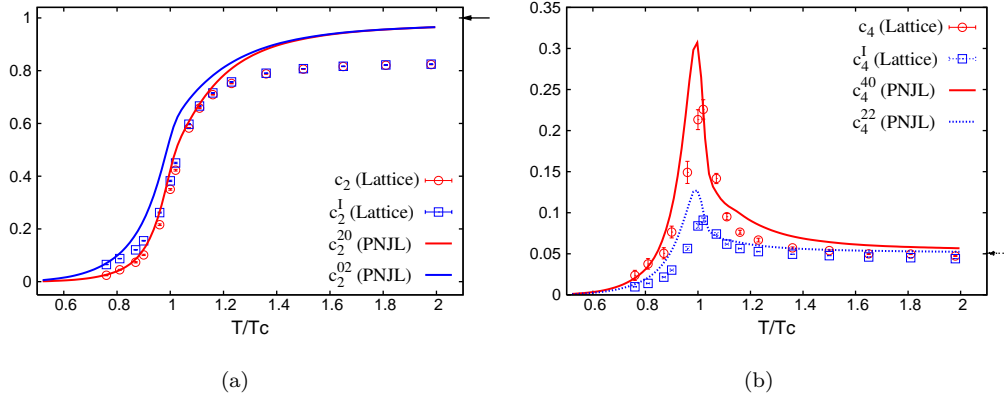 1
0.8
0.6
0.4
0.2
0
0.6 0.8 1.0 1.2 1.4 1.6 1.8 2
T/Tc
c₂ (Lattice)
c₂ᴵ (Lattice)
c₂²⁰ (PNJL)
c₂⁰² (PNJL)
(a)
0.35
0.3
0.25
0.2
0.15
0.1
0.05
0
0.6 0.8 1 1.2 1.4 1.6 1.8 2
T/Tc
c₄ (Lattice)
c₄ᴵ (Lattice)
c₄⁴⁰ (PNJL)
c₄²² (PNJL)
(b)